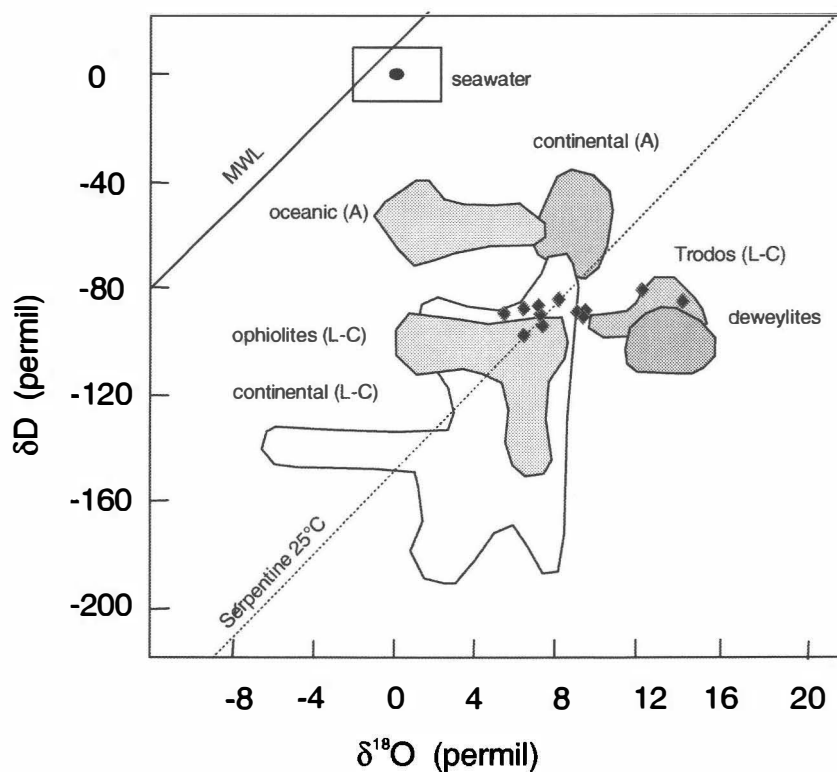 0
-40
-80
-120
-160
-200
δD (permil)
MWL
seawater
continental (A)
oceanic (A)
Trodos (L-C)
deweylites
ophiolites (L-C)
continental (L-C)
Serpentine 25°C
-8 -4 0 4 8 12 16 20
δ¹⁸O (permil)